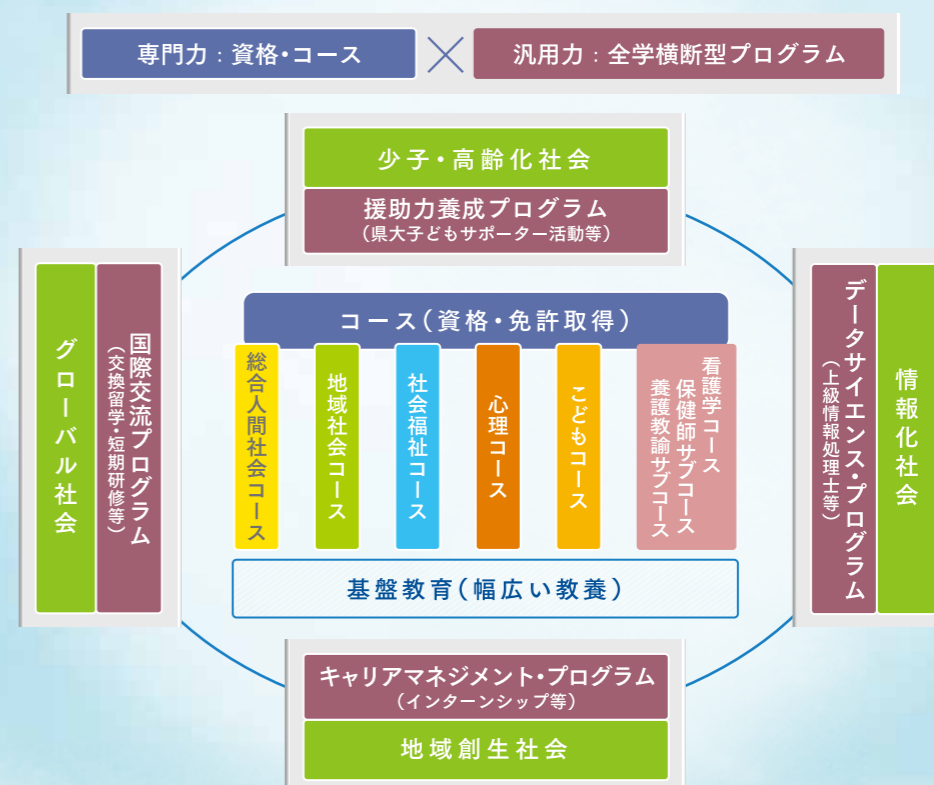 専門力：資格・コース
汎用力：全学横断型プログラム
少子・高齢化社会
援助力養成プログラム
（県大子どもサポーター活動等）
グローバル社会
国際交流プログラム
（交換留学・短期研修等）
コース（資格・免許取得）
総合人間社会コース
地域社会コース
社会福祉コース
心理コース
こどもコース
看護学コース
保健師サブコース
養護教諭サブコース
データサイエンス・プログラム
（上級情報処理士等）
情報化社会
基盤教育（幅広い教養）
キャリアマネジメント・プログラム
（インターンシップ等）
地域創生社会